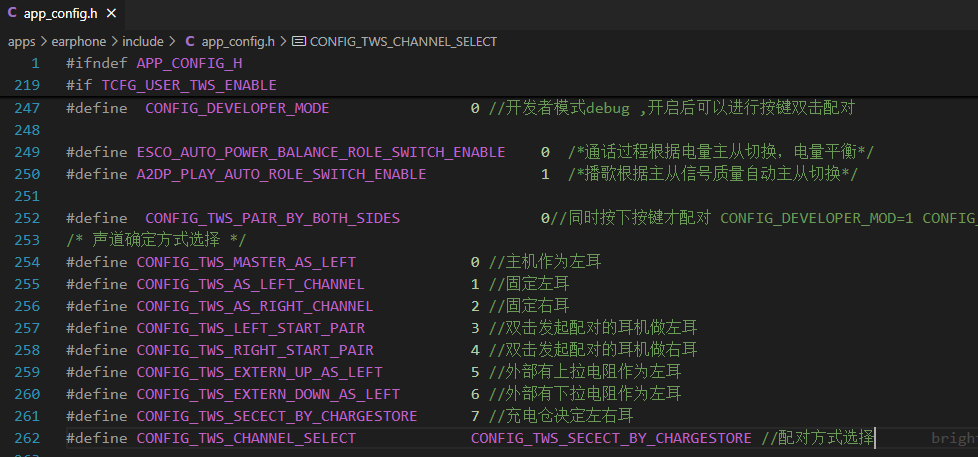 C app_config.h ×
apps > earphone > include > C app_config.h > CONFIG_TWS_CHANNEL_SELECT
1 #ifndef APP_CONFIG_H
219 #if TCFG_USER_TWS_ENABLE
247 #define  CONFIG_DEVELOPER_MODE 0 //开发者模式debug ,开启后可以进行按键双击配对
248
249 #define ESCO_AUTO_POWER_BALANCE_ROLE_SWITCH_ENABLE 0 /*通话过程根据电量主从切换，电量平衡*/
250 #define A2DP_PLAY_AUTO_ROLE_SWITCH_ENABLE 1 /*播歌根据主从信号质量自动主从切换*/
251
252 #define  CONFIG_TWS_PAIR_BY_BOTH_SIDES 0//同时按下按键才配对 CONFIG_DEVELOPER_MOD=1 CONFIG_
253 /* 声道确定方式选择 */
254 #define CONFIG_TWS_MASTER_AS_LEFT 0 //主机作为左耳
255 #define CONFIG_TWS_AS_LEFT_CHANNEL 1 //固定左耳
256 #define CONFIG_TWS_AS_RIGHT_CHANNEL 2 //固定右耳
257 #define CONFIG_TWS_LEFT_START_PAIR 3 //双击发起配对的耳机做左耳
258 #define CONFIG_TWS_RIGHT_START_PAIR 4 //双击发起配对的耳机做右耳
259 #define CONFIG_TWS_EXTERN_UP_AS_LEFT 5 //外部有上拉电阻作为左耳
260 #define CONFIG_TWS_EXTERN_DOWN_AS_LEFT 6 //外部有下拉电阻作为左耳
261 #define CONFIG_TWS_SECECT_BY_CHARGESTORE 7 //充电仓决定左右耳
262 #define CONFIG_TWS_CHANNEL_SELECT CONFIG_TWS_SECECT_BY_CHARGESTORE //配对方式选择 brigh